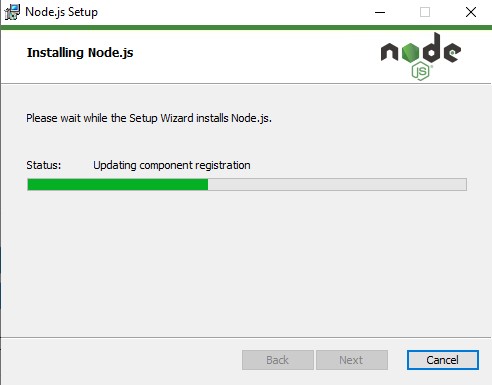 Node.js Setup
Installing Node.js
node
JS
Please wait while the Setup Wizard installs Node.js.
Status: Updating component registration
Back Next Cancel